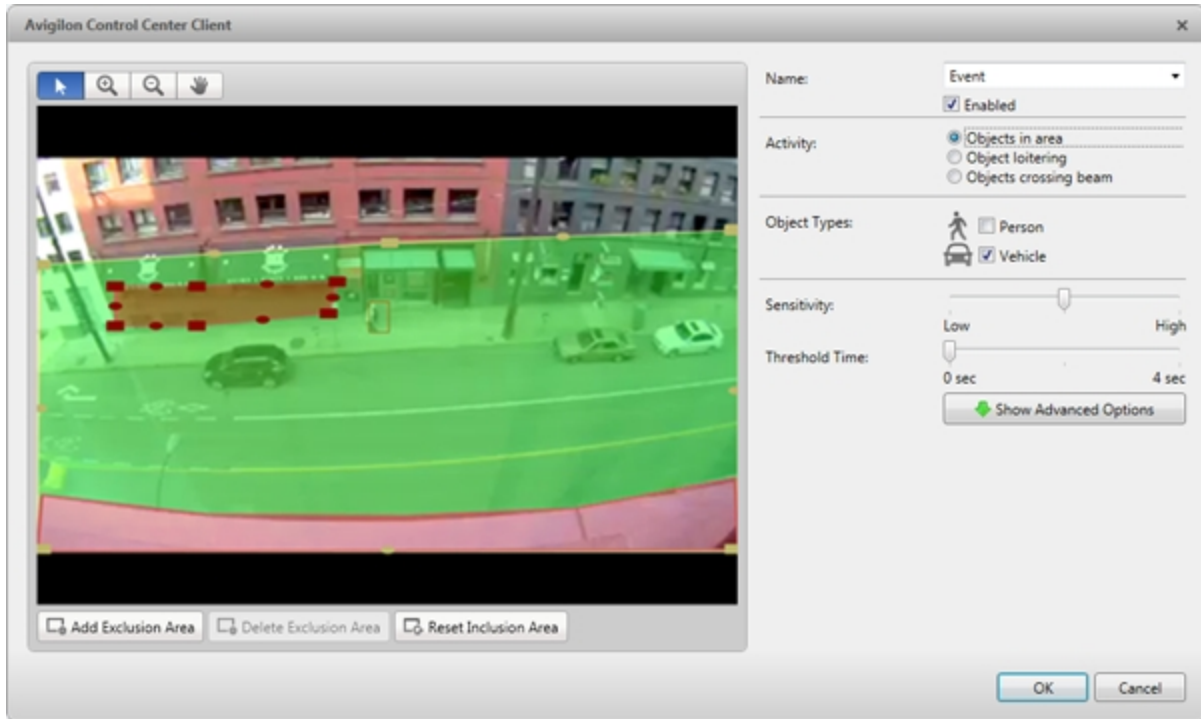 Avigilon Control Center Client
Name:
Event
Enabled
Activity:
Objects in area
Object loitering
Objects crossing beam
Object Types:
Person
Vehicle
Sensitivity:
Low High
Threshold Time:
0 sec 4 sec
Show Advanced Options
Add Exclusion Area Delete Exclusion Area Reset Inclusion Area
OK Cancel